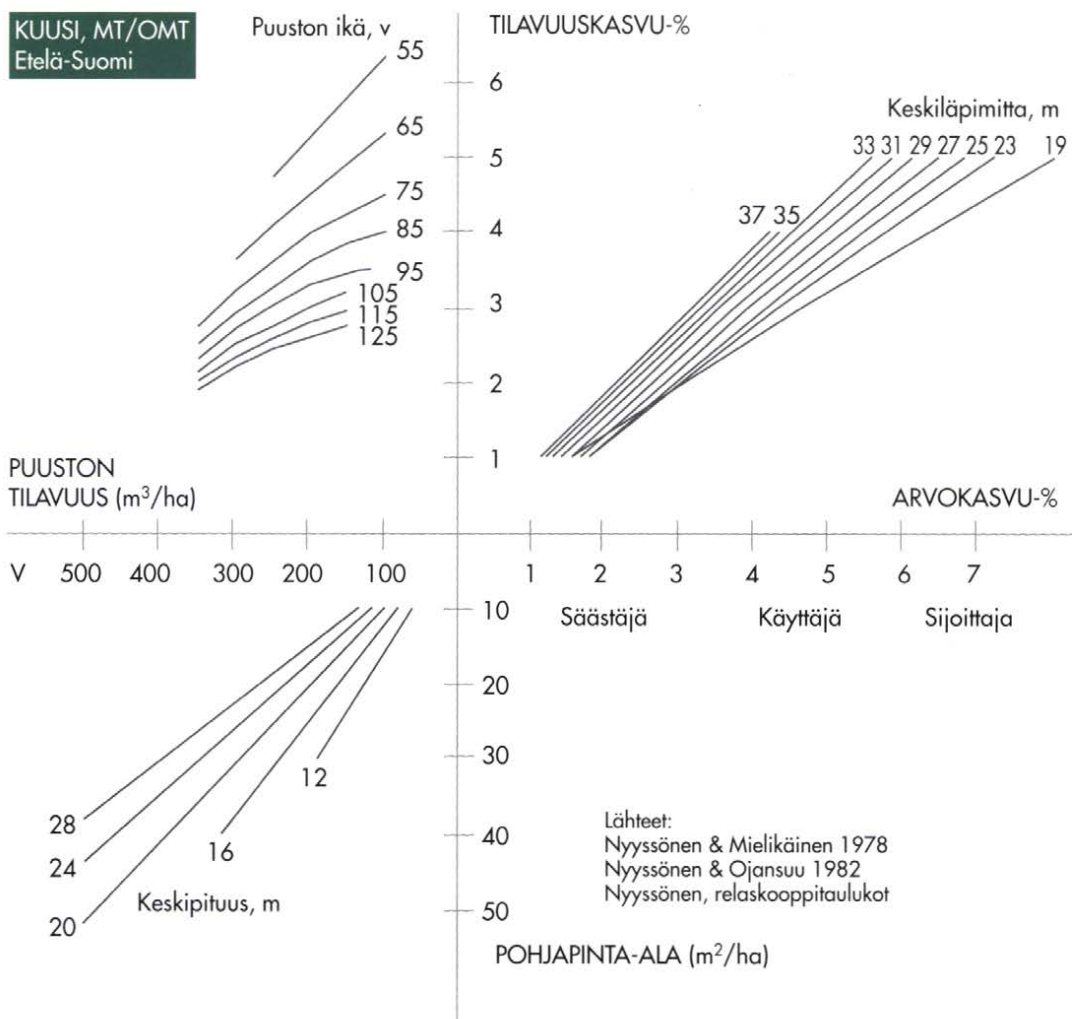 KUUSI, MT/OMT
Etelä-Suomi
Puuston ikä, v
55
65
75
85
95
105
115
125
TILAVUUSKASVU-%
6
5
4
3
2
1
Keskiläpimitta, m
33 31 29 27 25 23 19
37 35
PUUSTON
TILAVUUS (m³/ha)
ARVOKASVU-%
V 500 400 300 200 100
1 2 3 4 5 6 7
Säästäjä Käyttäjä Sijoittaja
10
20
30
40
50
12
16
28
24
20
Keskipituus, m
Lähteet:
Nyyssönen & Mielikäinen 1978
Nyyssönen & Ojansuu 1982
Nyyssönen, relaskooppitaulukot
POHJAPINTA-ALA (m²/ha)